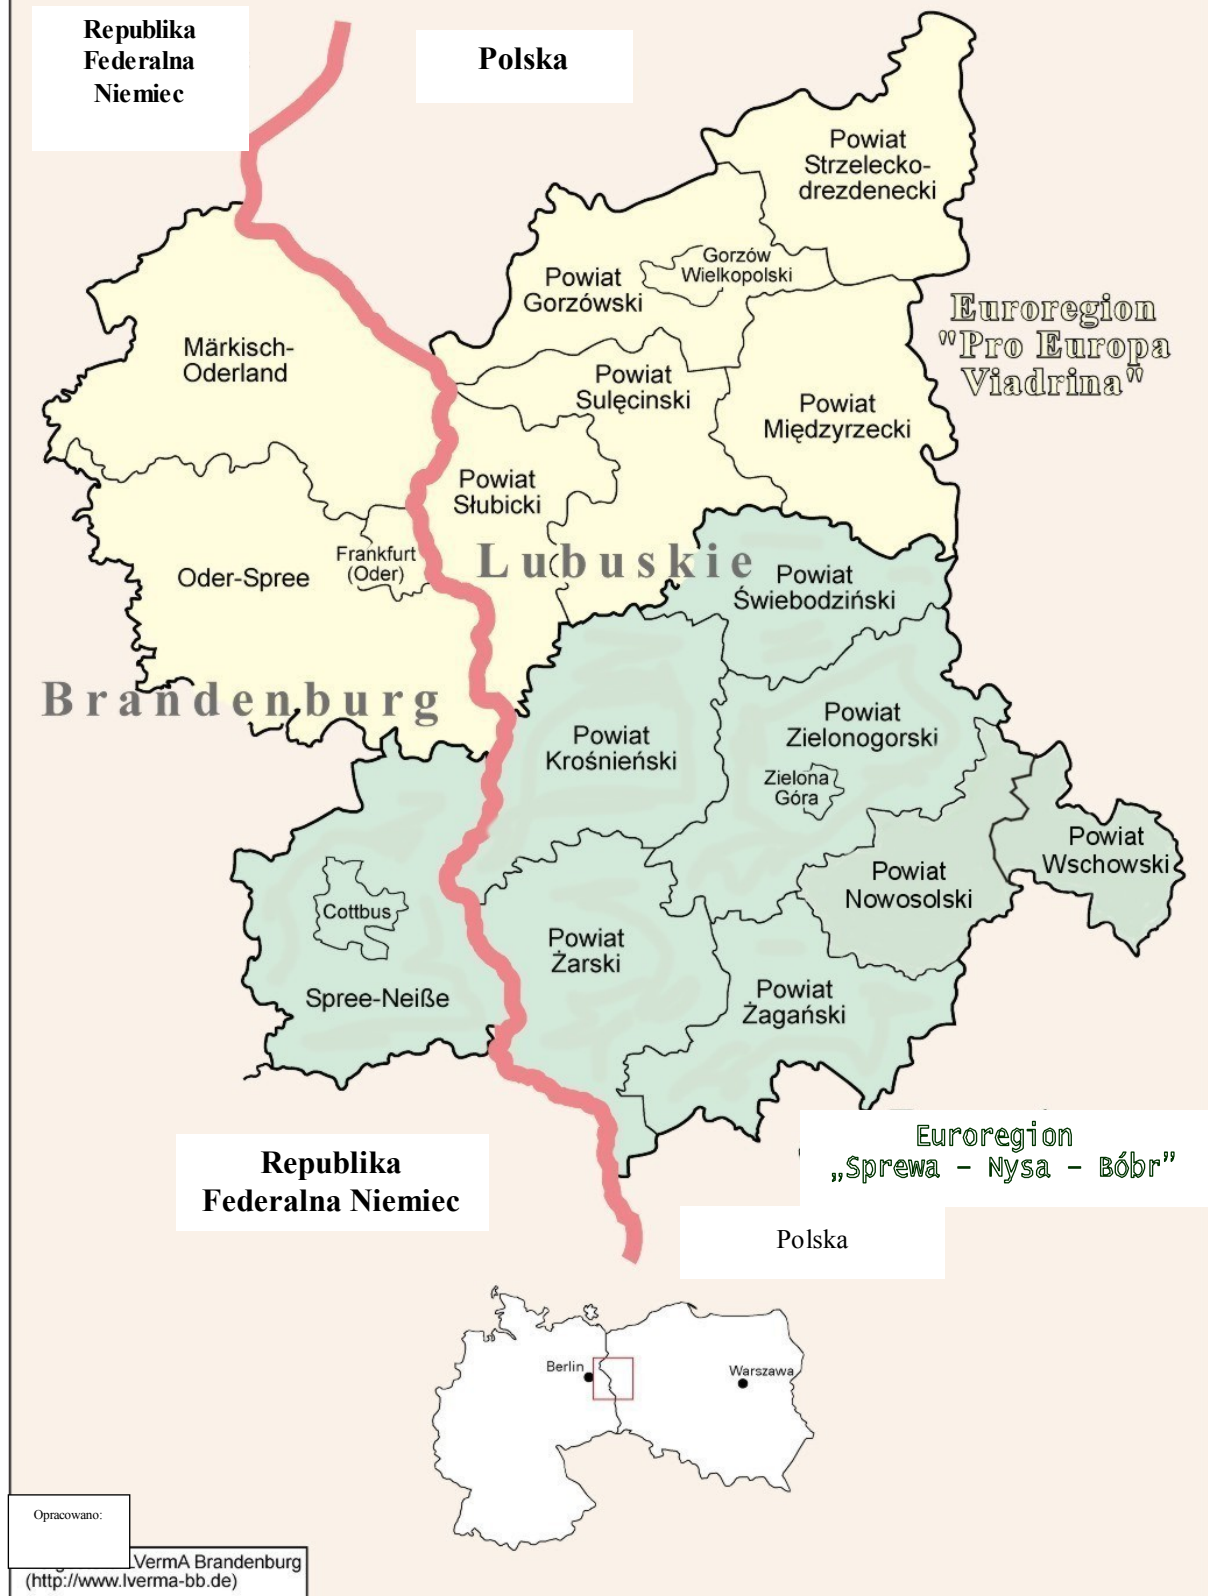 Republika
Federalna
Niemiec
Polska
Powiat
Strzelecko-
drezdenecki
Gorzów
Wielkopolski
Powiat
Gorzówski
Euroregion
"Pro Europa
Viadrina"
Märkisch-
Oderland
Powiat
Sulęcinski
Powiat
Międzyrzecki
Powiat
Słubicki
Frankfurt
(Oder)
Lubuskie
Oder-Spree
Powiat
Świebodziński
Brandenburg
Powiat
Krośnieński
Powiat
Zielonogorski
Zielona
Góra
Powiat
Wschowski
Powiat
Nowosolski
Cottbus
Powiat
Żarski
Spree-Neiße
Powiat
Żagański
Euroregion
„Sprewa – Nysa – Bóbr”
Republika
Federalna Niemiec
Polska
Berlin
Warszawa
Opracowano:
LVermA Brandenburg
(http://www.lverma-bb.de)